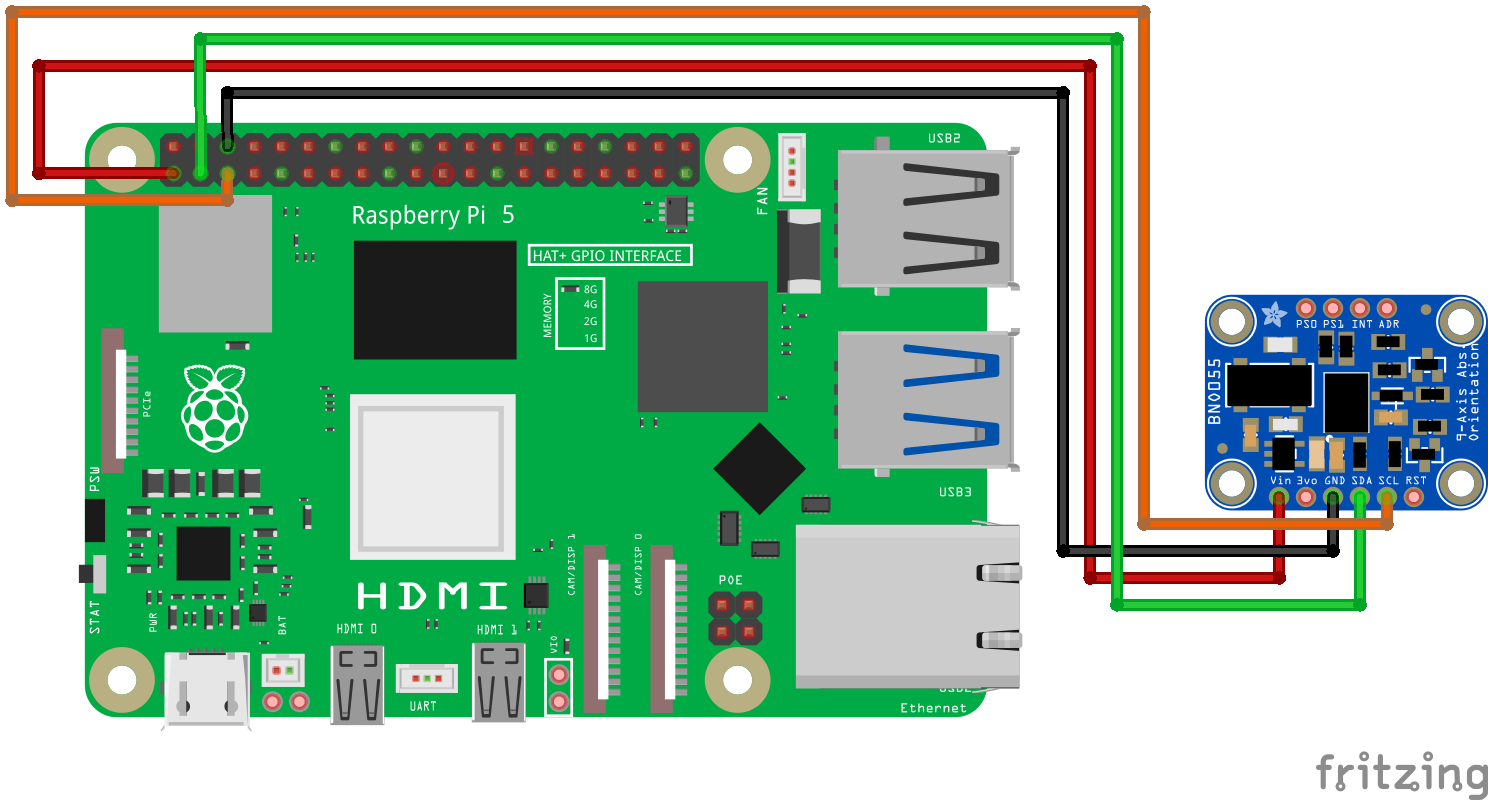 USB2
FAN
Raspberry Pi 5
HAT+ GPIO INTERFACE
MEMORY
8G
4G
2G
1G
PCIe
PSW
USB3
CAM/DISP 1
CAM/DISP 0
POE
HDMI
STAT
PWR
BAT
HDMI 0
HDMI 1
VIO
UART
Ethernet
PS0 PS1 INT ADR
BNO055
9-Axis Abs.
Orientation
Vin 3vo GND SDA SCL RST
fritzing